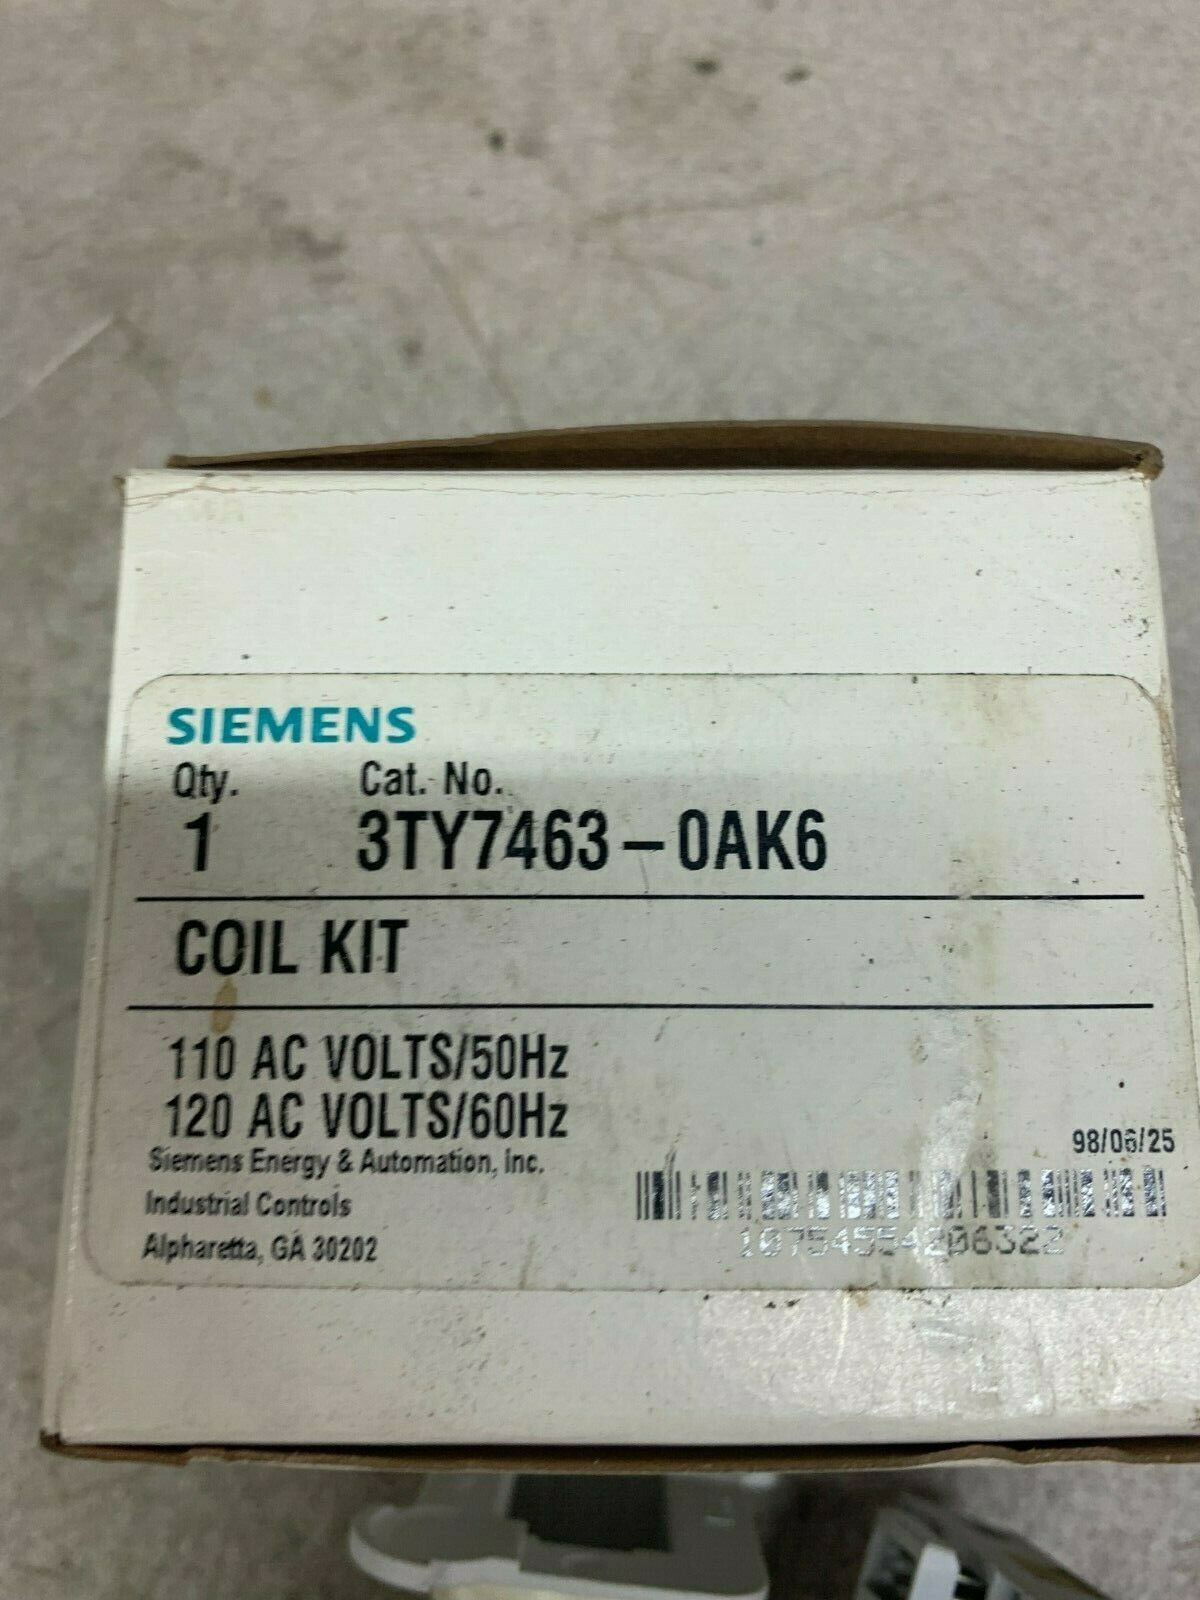 SIEMENS
Qty. Cat. No.
1 3TY7463-0AK6
COIL KIT
110 AC VOLTS/50Hz
120 AC VOLTS/60Hz
Siemens Energy & Automation, Inc.
Industrial Controls
Alpharetta, GA 30202
98/06/25
10754554206322